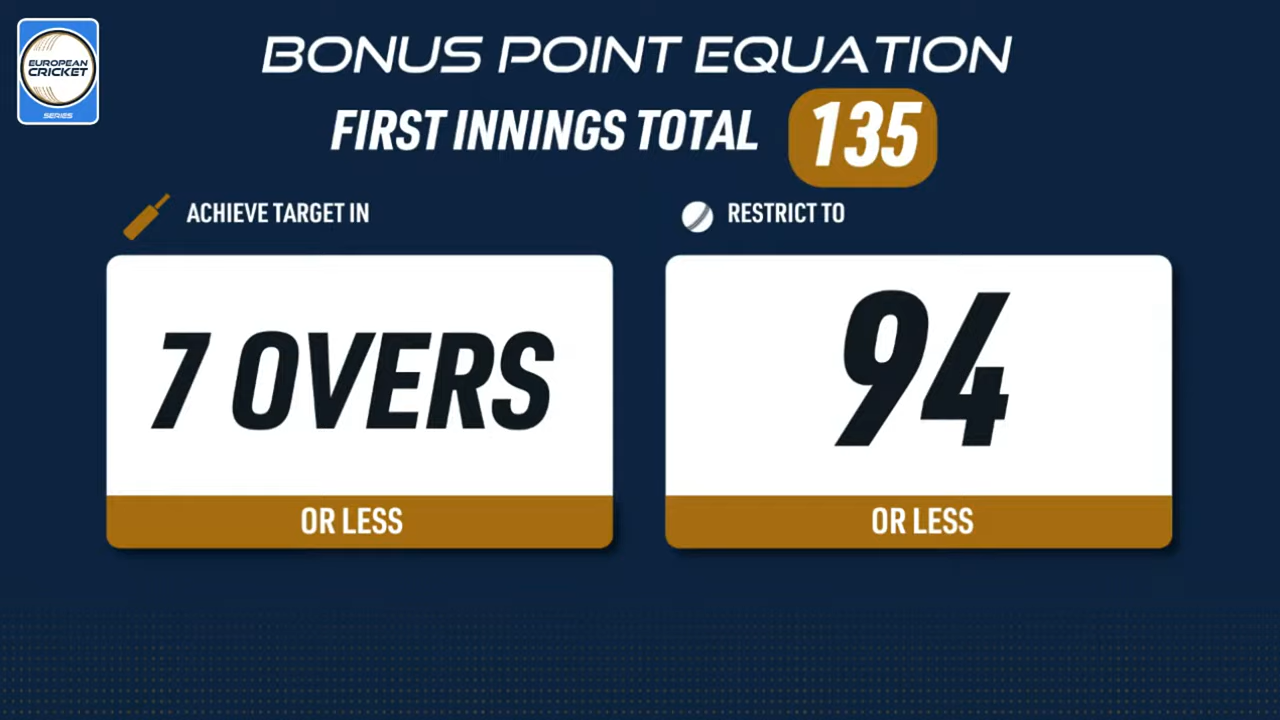 EUROPEAN
CRICKET
SERIES
BONUS POINT EQUATION
FIRST INNINGS TOTAL 135
ACHIEVE TARGET IN
7 OVERS
OR LESS
RESTRICT TO
94
OR LESS